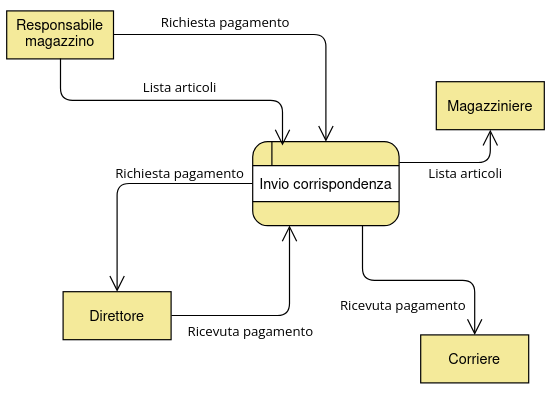 Responsabile
magazzino
Richiesta pagamento
Lista articoli
Magazziniere
Richiesta pagamento
Invio corrispondenza
Lista articoli
Direttore
Ricevuta pagamento
Ricevuta pagamento
Corriere